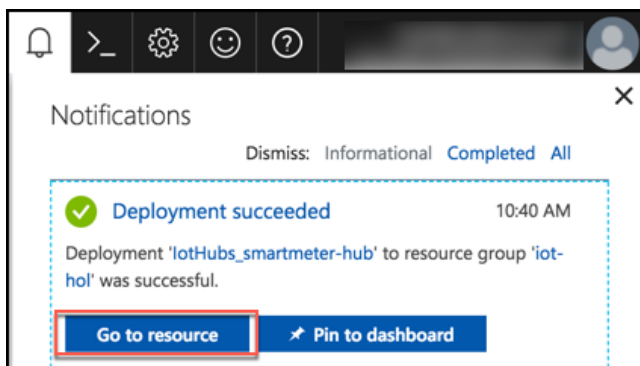 >_ ?
Notifications
Dismiss: Informational Completed All
Deployment succeeded 10:40 AM
Deployment 'IotHubs_smartmeter-hub' to resource group 'iot-
hol' was successful.
Go to resource Pin to dashboard